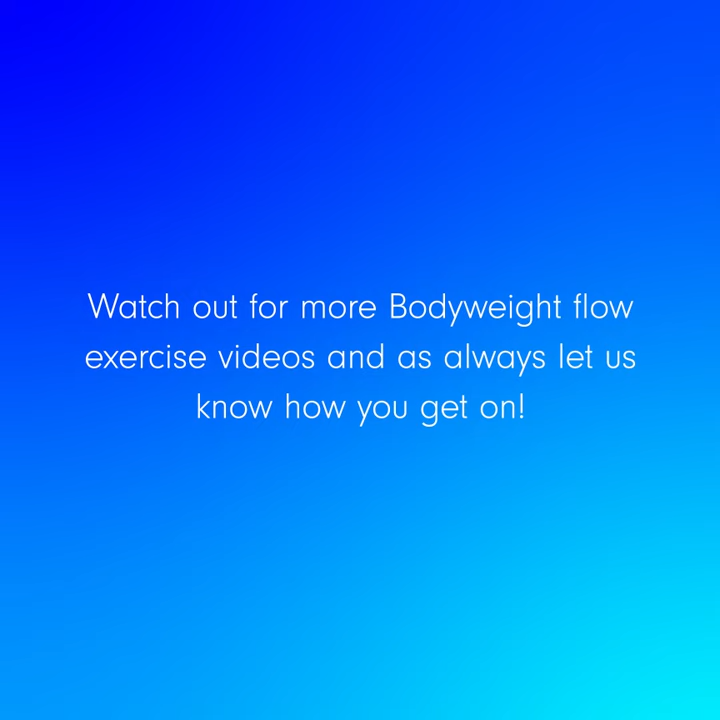 Watch out for more Bodyweight flow
exercise videos and as always let us
know how you get on!